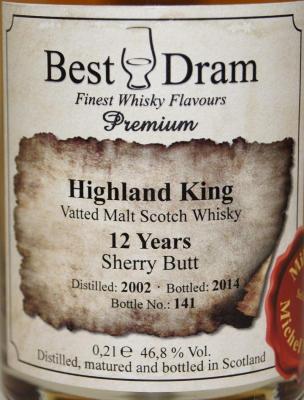 Best Dram
Finest Whisky Flavours
Premium
Highland King
Vatted Malt Scotch Whisky
12 Years
Sherry Butt
Distilled: 2002 · Bottled: 2014
Bottle No.: 141
0,2l ℮ 46,8 % Vol.
Distilled, matured and bottled in Scotland